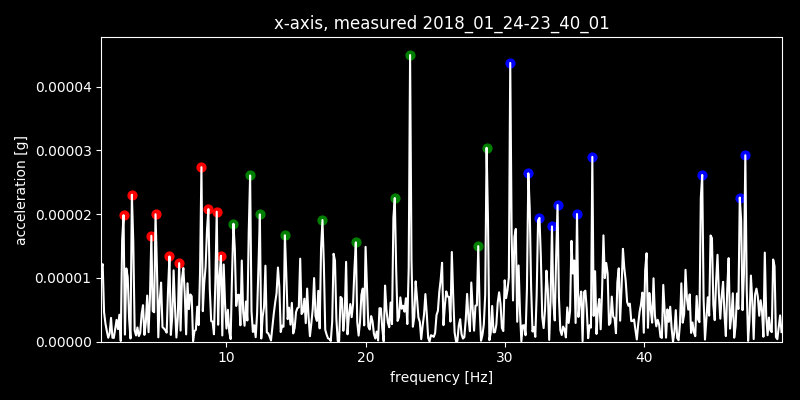 x-axis, measured 2018_01_24-23_40_01
acceleration [g]
0.00004
0.00003
0.00002
0.00001
0.00000
10 20 30 40
frequency [Hz]